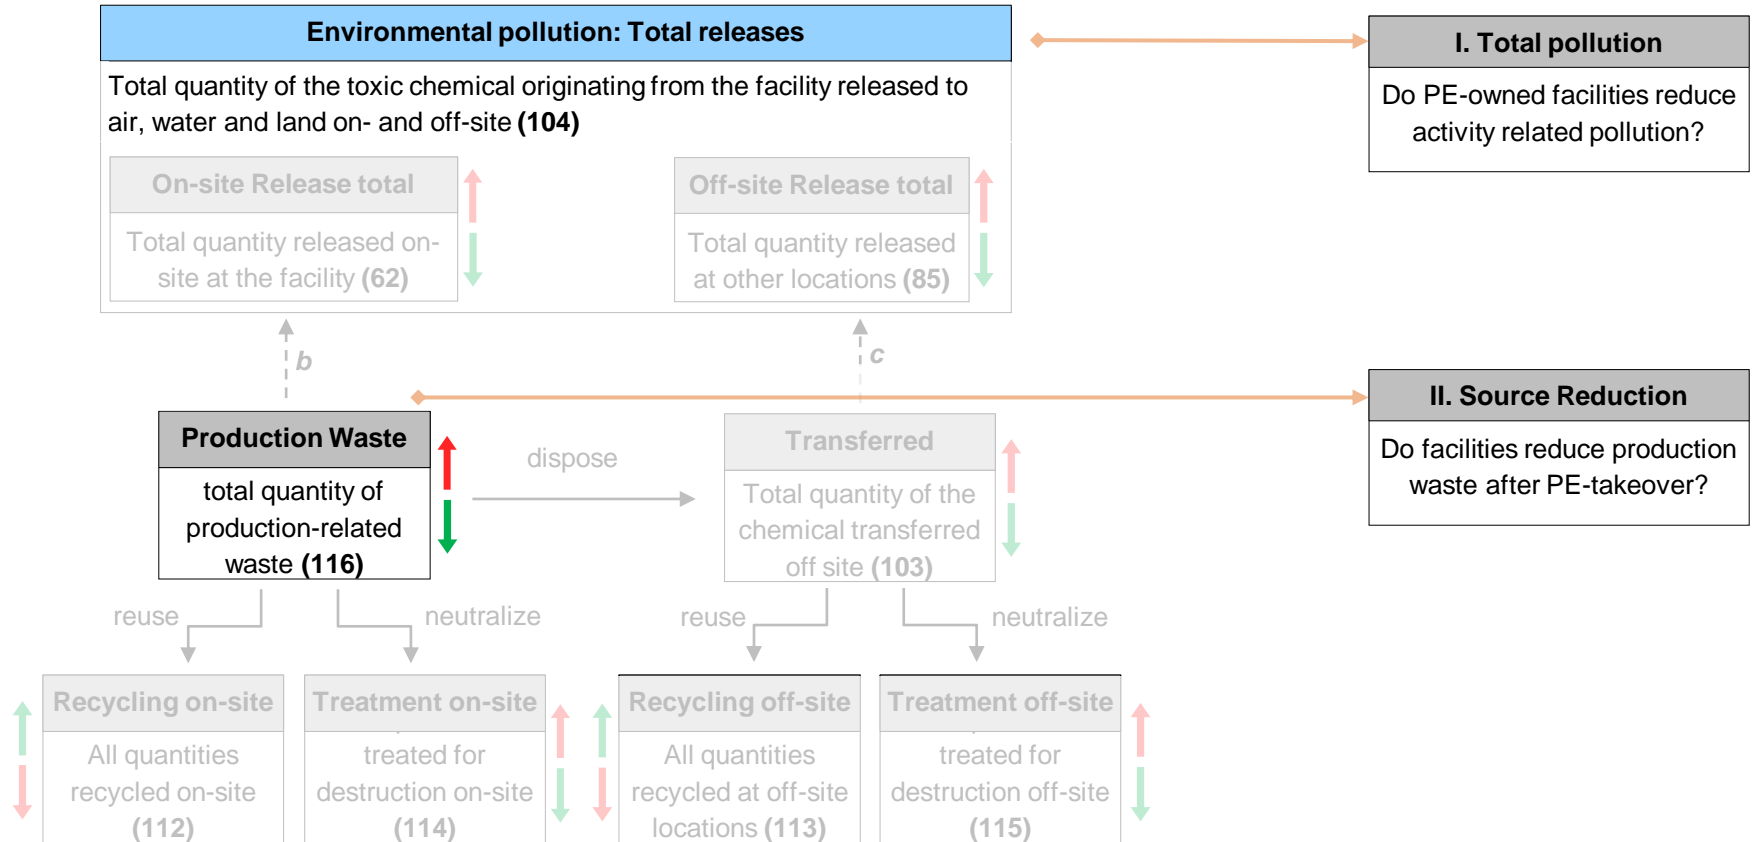 Environmental pollution: Total releases
Total quantity of the toxic chemical originating from the facility released to
air, water and land on- and off-site (104)
On-site Release total
Total quantity released on-
site at the facility (62)
Off-site Release total
Total quantity released
at other locations (85)
I. Total pollution
Do PE-owned facilities reduce
activity related pollution?
b
c
II. Source Reduction
Do facilities reduce production
waste after PE-takeover?
Production Waste
total quantity of
production-related
waste (116)
dispose
Transferred
Total quantity of the
chemical transferred
off site (103)
reuse
neutralize
reuse
neutralize
Recycling on-site
All quantities
recycled on-site
(112)
Treatment on-site
treated for
destruction on-site
(114)
Recycling off-site
All quantities
recycled at off-site
locations (113)
Treatment off-site
treated for
destruction off-site
(115)